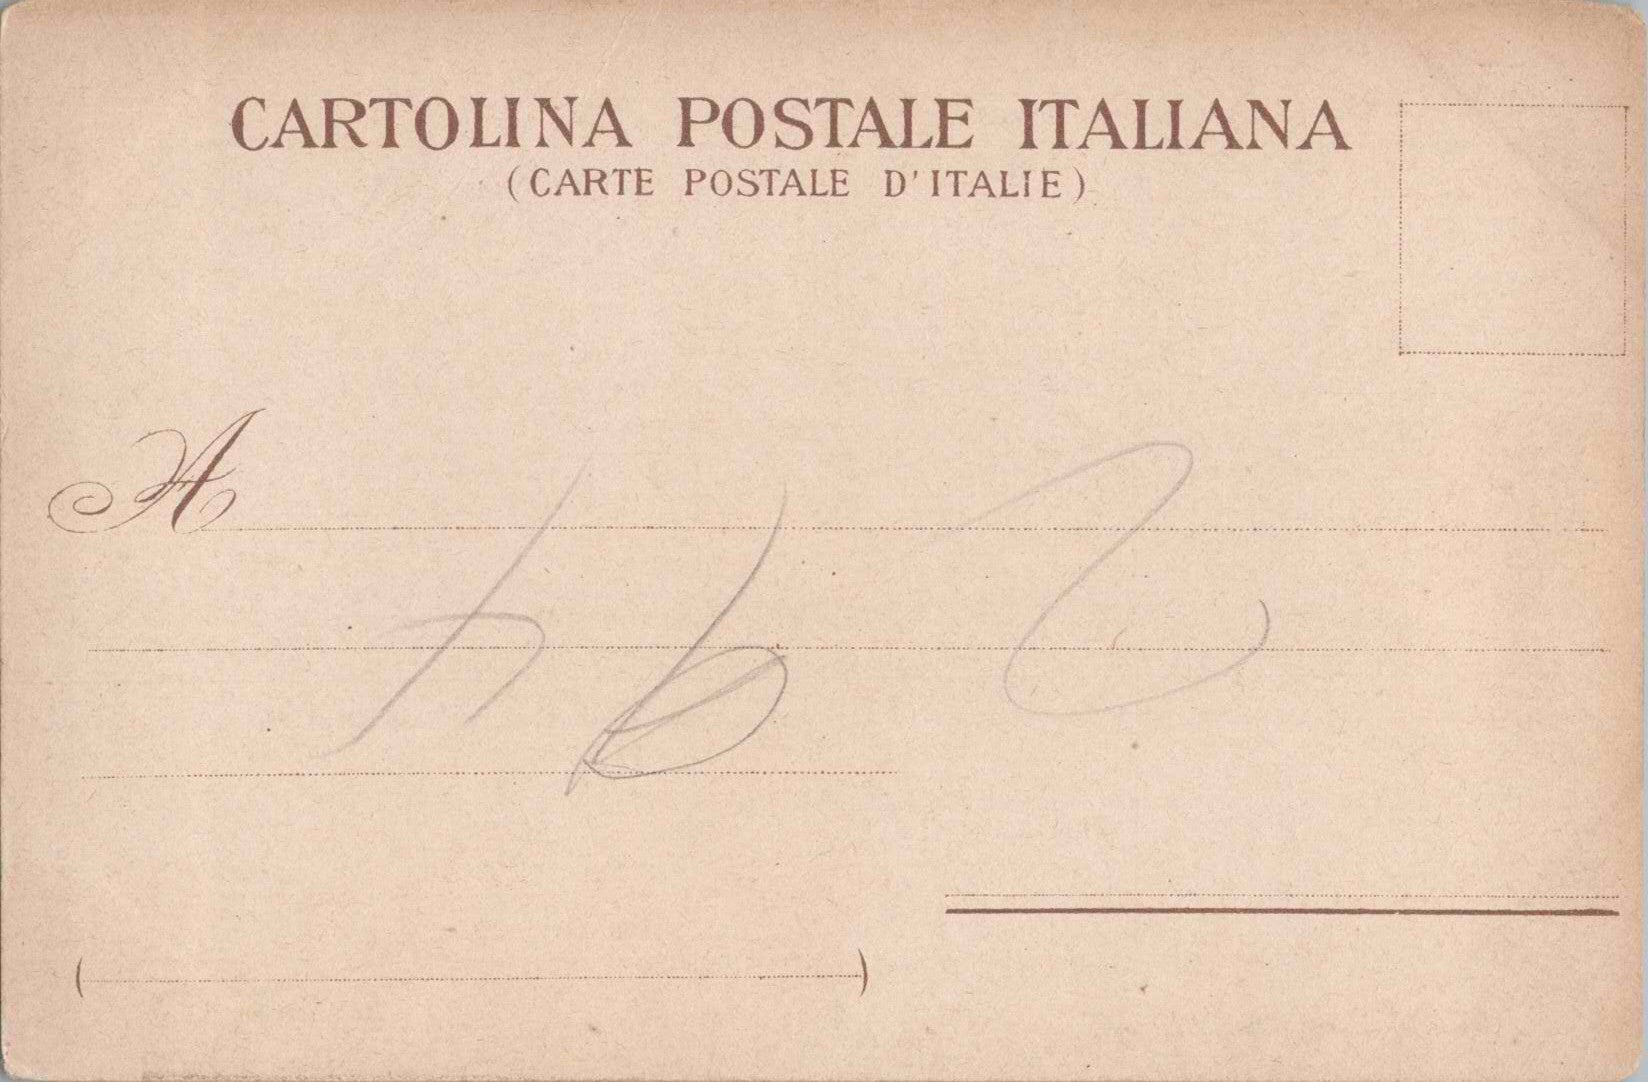 CARTOLINA POSTALE ITALIANA
(CARTE POSTALE D'ITALIE)
A